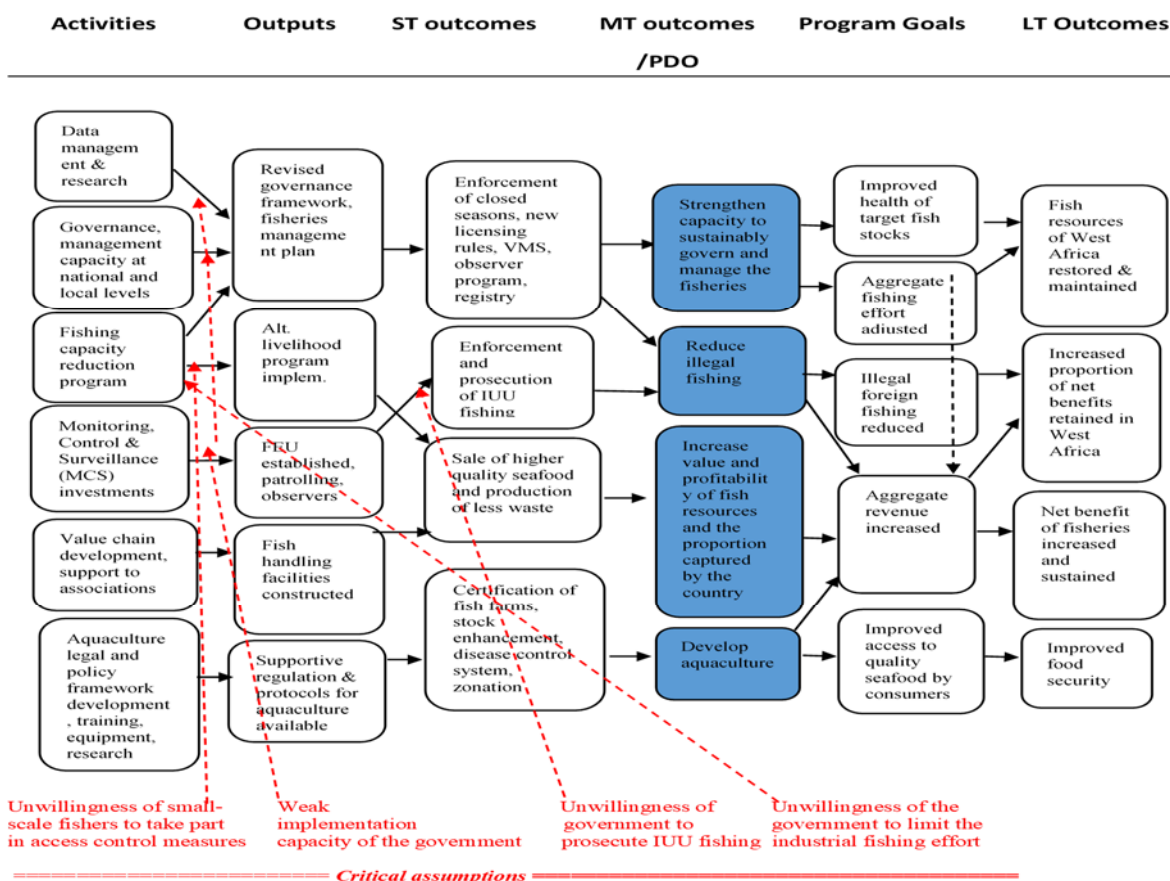 Activities Outputs ST outcomes MT outcomes Program Goals LT Outcomes
/PDO
Data
managem
ent &
research
Governance,
management
capacity at
national and
local levels
Fishing
capacity
reduction
program
Monitoring,
Control &
Surveillance
(MCS)
investments
Value chain
development,
support to
associations
Aquaculture
legal and
policy
framework
development
, training,
equipment,
research
Revised
governance
framework,
fisheries
manageme
nt plan
Alt.
livelihood
program
implem.
FEU
established,
patrolling,
observers
Fish
handling
facilities
constructed
Supportive
regulation &
protocols for
aquaculture
available
Enforcement
of closed
seasons, new
licensing
rules, VMS,
observer
program,
registry
Enforcement
and
prosecution
of IUU
fishing
Sale of higher
quality seafood
and production
of less waste
Certification of
fish farms,
stock
enhancement,
disease control
system,
zonation
Strengthen
capacity to
sustainably
govern and
manage the
fisheries
Reduce
illegal
fishing
Increase
value and
profitabilit
y of fish
resources
and the
proportion
captured
by the
country
Develop
aquaculture
Improved
health of
target fish
stocks
Aggregate
fishing
effort
adjusted
Illegal
foreign
fishing
reduced
Aggregate
revenue
increased
Improved
access to
quality
seafood by
consumers
Fish
resources
of West
Africa
restored &
maintained
Increased
proportion
of net
benefits
retained in
West
Africa
Net benefit
of fisheries
increased
and
sustained
Improved
food
security
Unwillingness of small-
scale fishers to take part
in access control measures
Weak
implementation
capacity of the government
Unwillingness of
government to
prosecute IUU fishing
Unwillingness of the
government to limit the
industrial fishing effort
Critical assumptions